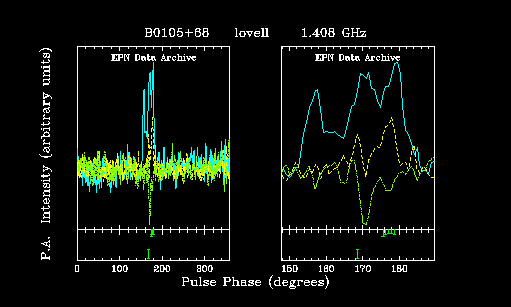 B0105+68 lovell 1.408 GHz
EPN Data Archive EPN Data Archive
P.A. Intensity (arbitrary units)
0 100 200 300 150 160 170 180
Pulse Phase (degrees)